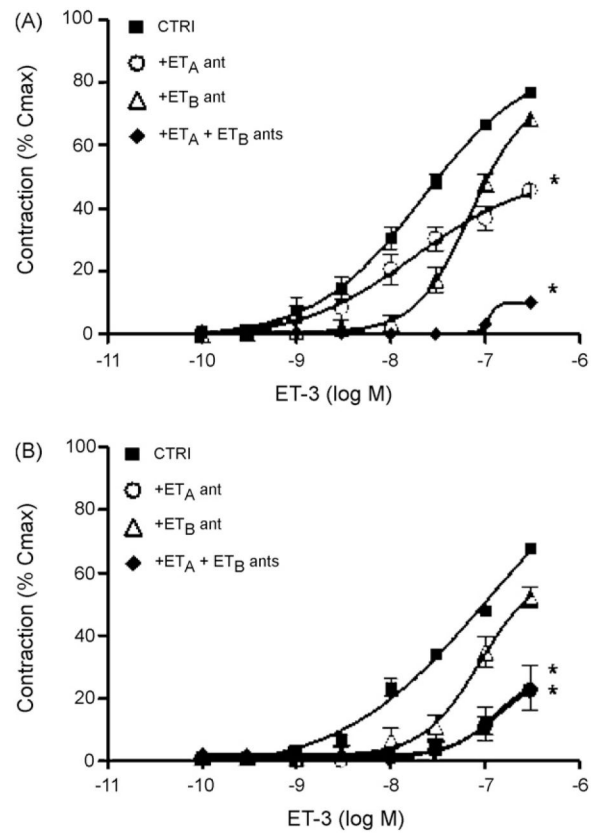 (A)
100
80
60
40
20
0
Contraction (% Cmax)
CTRI
+ETA ant
+ETB ant
+ETA + ETB ants
*
*
-11
-10
-9
-8
-7
-6
ET-3 (log M)
(B)
100
80
60
40
20
0
Contraction (% Cmax)
CTRI
+ETA ant
+ETB ant
+ETA + ETB ants
*
*
-11
-10
-9
-8
-7
-6
ET-3 (log M)